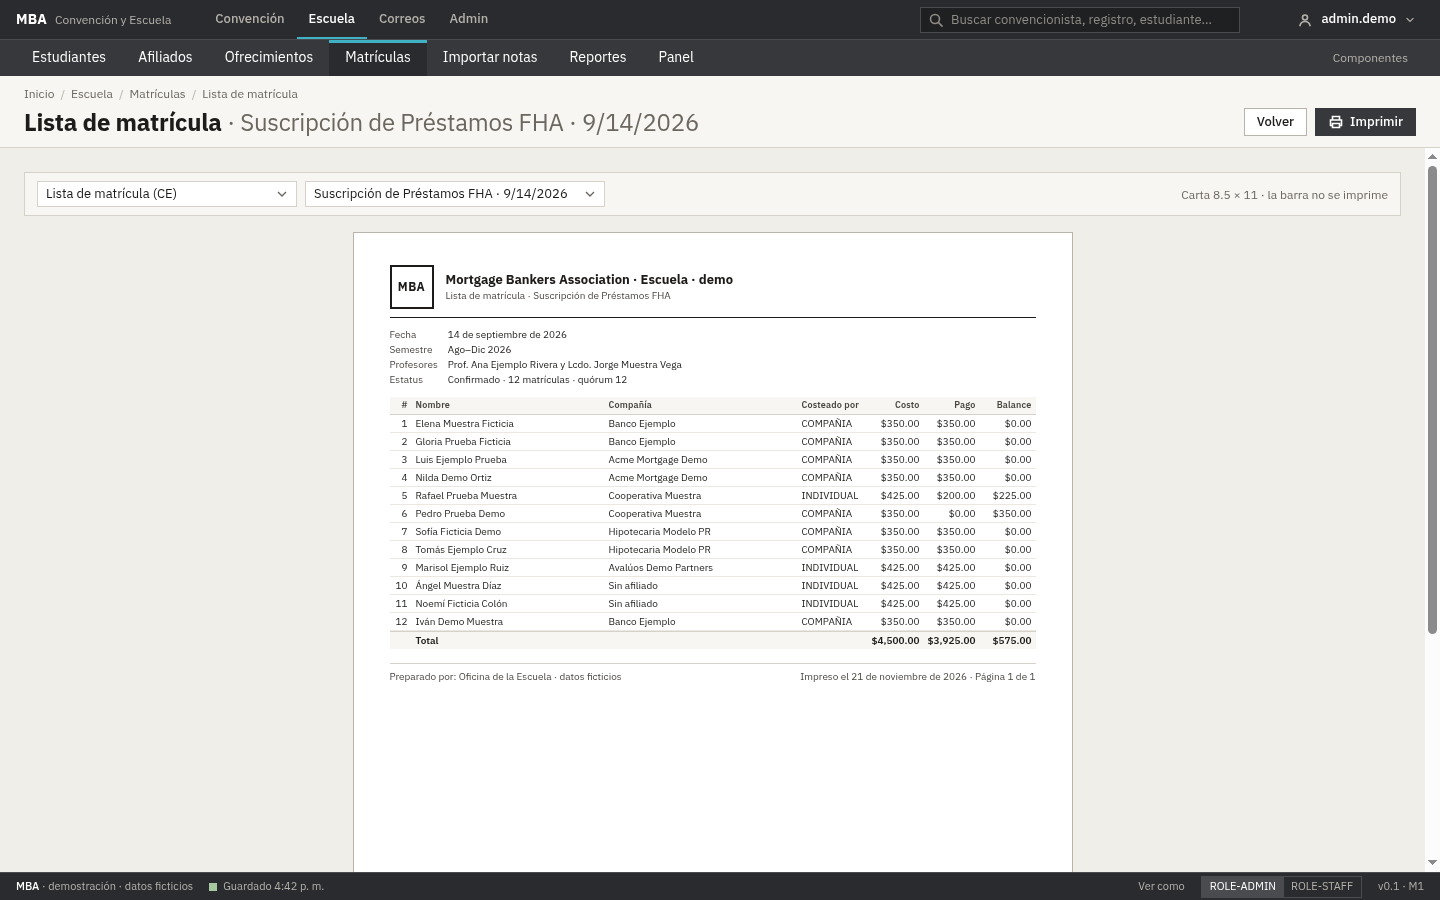 MBA Convención y Escuela Convención Escuela Correos Admin Buscar convencionista, registro, estudiante... admin.demo
Estudiantes Afiliados Ofrecimientos Matrículas Importar notas Reportes Panel Componentes
Inicio / Escuela / Matrículas / Lista de matrícula
Lista de matrícula · Suscripción de Préstamos FHA · 9/14/2026 Volver Imprimir
Lista de matrícula (CE) Suscripción de Préstamos FHA · 9/14/2026 Carta 8.5 × 11 · la barra no se imprime
MBA
Mortgage Bankers Association · Escuela · demo
Lista de matrícula · Suscripción de Préstamos FHA
Fecha 14 de septiembre de 2026
Semestre Ago–Dic 2026
Profesores Prof. Ana Ejemplo Rivera y Lcdo. Jorge Muestra Vega
Estatus Confirmado · 12 matrículas · quórum 12
# Nombre Compañía Costeado por Costo Pago Balance
1 Elena Muestra Ficticia Banco Ejemplo COMPAÑIA $350.00 $350.00 $0.00
2 Gloria Prueba Ficticia Banco Ejemplo COMPAÑIA $350.00 $350.00 $0.00
3 Luis Ejemplo Prueba Acme Mortgage Demo COMPAÑIA $350.00 $350.00 $0.00
4 Nilda Demo Ortiz Acme Mortgage Demo COMPAÑIA $350.00 $350.00 $0.00
5 Rafael Prueba Muestra Cooperativa Muestra INDIVIDUAL $425.00 $200.00 $225.00
6 Pedro Prueba Demo Cooperativa Muestra COMPAÑIA $350.00 $0.00 $350.00
7 Sofía Ficticia Demo Hipotecaria Modelo PR COMPAÑIA $350.00 $350.00 $0.00
8 Tomás Ejemplo Cruz Hipotecaria Modelo PR COMPAÑIA $350.00 $350.00 $0.00
9 Marisol Ejemplo Ruiz Avalúos Demo Partners INDIVIDUAL $425.00 $425.00 $0.00
10 Ángel Muestra Díaz Sin afiliado INDIVIDUAL $425.00 $425.00 $0.00
11 Noemí Ficticia Colón Sin afiliado INDIVIDUAL $425.00 $425.00 $0.00
12 Iván Demo Muestra Banco Ejemplo COMPAÑIA $350.00 $350.00 $0.00
Total $4,500.00 $3,925.00 $575.00
Preparado por: Oficina de la Escuela · datos ficticios Impreso el 21 de noviembre de 2026 · Página 1 de 1
MBA · demostración · datos ficticios Guardado 4:42 p. m. Ver como ROLE-ADMIN ROLE-STAFF v0.1 · M1